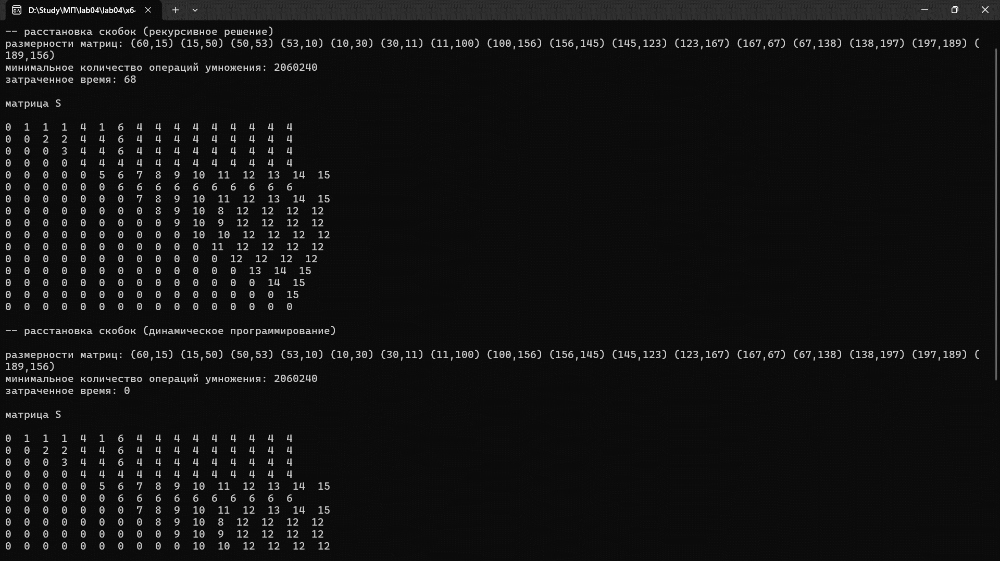 D:\Study\МП\lab04\lab04\x64
-- расстановка скобок (рекурсивное решение)
размерности матриц: (60,15) (15,50) (50,53) (53,10) (10,30) (30,11) (11,100) (100,156) (156,145) (145,123) (123,167) (167,67) (67,138) (138,197) (197,189) (
189,156)
минимальное количество операций умножения: 2060240
затраченное время: 68
матрица S
0 1 1 1 4 1 6 4 4 4 4 4 4 4 4 4
0 0 2 2 4 4 6 4 4 4 4 4 4 4 4 4
0 0 0 3 4 4 6 4 4 4 4 4 4 4 4 4
0 0 0 0 4 4 4 4 4 4 4 4 4 4 4 4
0 0 0 0 0 5 6 7 8 9 10 11 12 13 14 15
0 0 0 0 0 0 6 6 6 6 6 6 6 6 6 6
0 0 0 0 0 0 0 7 8 9 10 11 12 13 14 15
0 0 0 0 0 0 0 0 8 9 10 8 12 12 12 12
0 0 0 0 0 0 0 0 0 9 10 9 12 12 12 12
0 0 0 0 0 0 0 0 0 0 10 10 12 12 12 12
0 0 0 0 0 0 0 0 0 0 0 11 12 12 12 12
0 0 0 0 0 0 0 0 0 0 0 0 12 12 12 12
0 0 0 0 0 0 0 0 0 0 0 0 0 13 14 15
0 0 0 0 0 0 0 0 0 0 0 0 0 0 14 15
0 0 0 0 0 0 0 0 0 0 0 0 0 0 0 15
0 0 0 0 0 0 0 0 0 0 0 0 0 0 0 0
-- расстановка скобок (динамическое программирование)
размерности матриц: (60,15) (15,50) (50,53) (53,10) (10,30) (30,11) (11,100) (100,156) (156,145) (145,123) (123,167) (167,67) (67,138) (138,197) (197,189) (
189,156)
минимальное количество операций умножения: 2060240
затраченное время: 0
матрица S
0 1 1 1 4 1 6 4 4 4 4 4 4 4 4 4
0 0 2 2 4 4 6 4 4 4 4 4 4 4 4 4
0 0 0 3 4 4 6 4 4 4 4 4 4 4 4 4
0 0 0 0 4 4 4 4 4 4 4 4 4 4 4 4
0 0 0 0 0 5 6 7 8 9 10 11 12 13 14 15
0 0 0 0 0 0 6 6 6 6 6 6 6 6 6 6
0 0 0 0 0 0 0 7 8 9 10 11 12 13 14 15
0 0 0 0 0 0 0 0 8 9 10 8 12 12 12 12
0 0 0 0 0 0 0 0 0 9 10 9 12 12 12 12
0 0 0 0 0 0 0 0 0 0 10 10 12 12 12 12